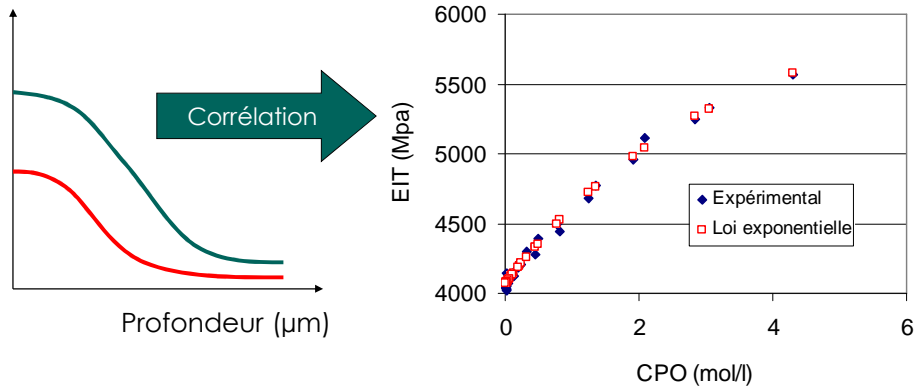 Corrélation
Profondeur (µm)
EIT (Mpa)
6000
5500
5000
4500
4000
Expérimental
Loi exponentielle
0
2
4
6
CPO (mol/l)